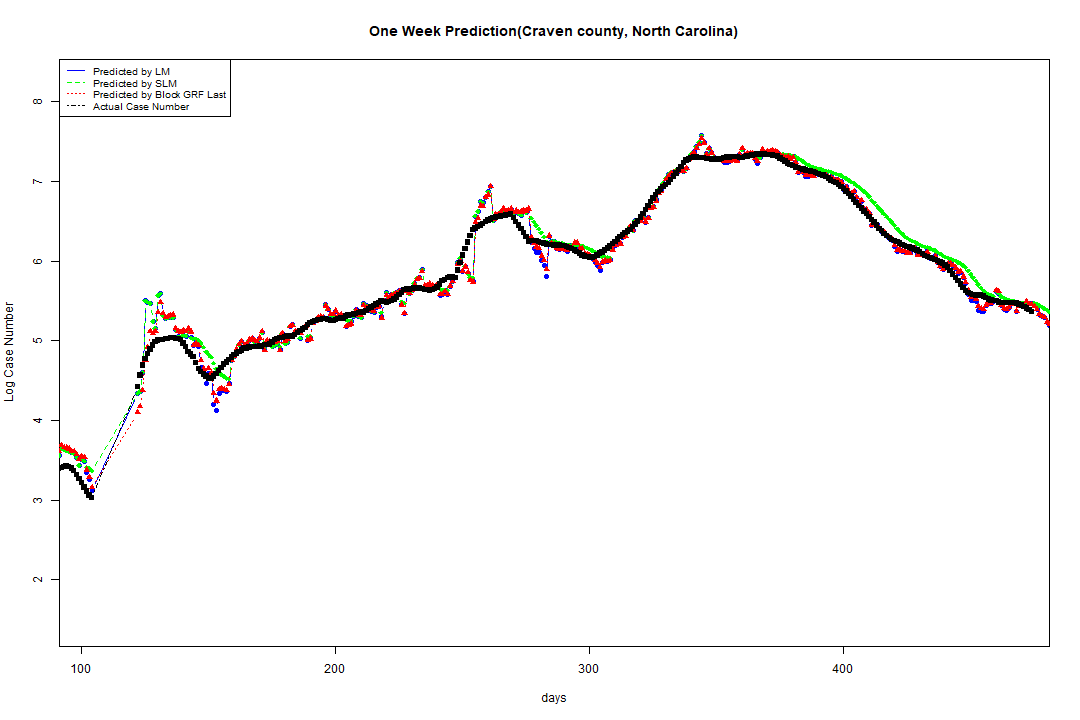 One Week Prediction(Craven county, North Carolina)
Predicted by LM
Predicted by SLM
Predicted by Block GRF Last
Actual Case Number
8
7
6
5
4
3
2
Log Case Number
100 200 300 400
days